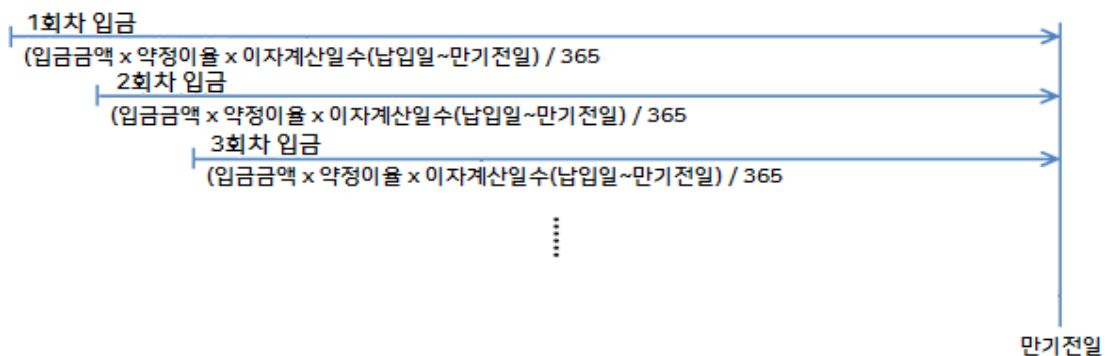 1회차 입금
(입금금액 x 약정이율 x 이자계산일수(납입일~만기전일) / 365
2회차 입금
(입금금액 x 약정이율 x 이자계산일수(납입일~만기전일) / 365
3회차 입금
(입금금액 x 약정이율 x 이자계산일수(납입일~만기전일) / 365
만기전일